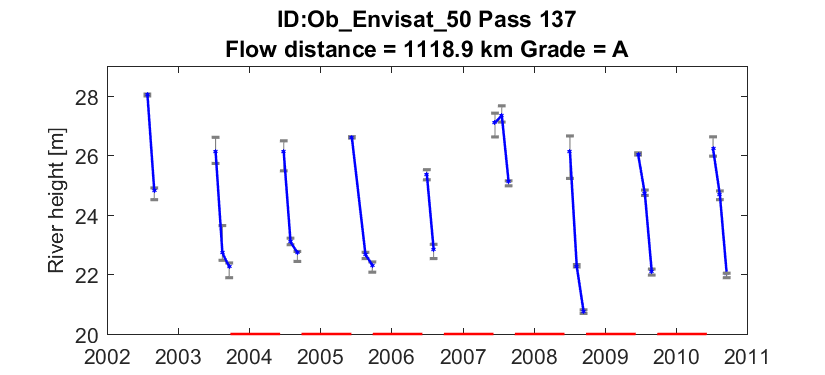 ID:Ob_Envisat_50 Pass 137
Flow distance = 1118.9 km Grade = A
River height [m]
28
26
24
22
20
2002 2003 2004 2005 2006 2007 2008 2009 2010 2011